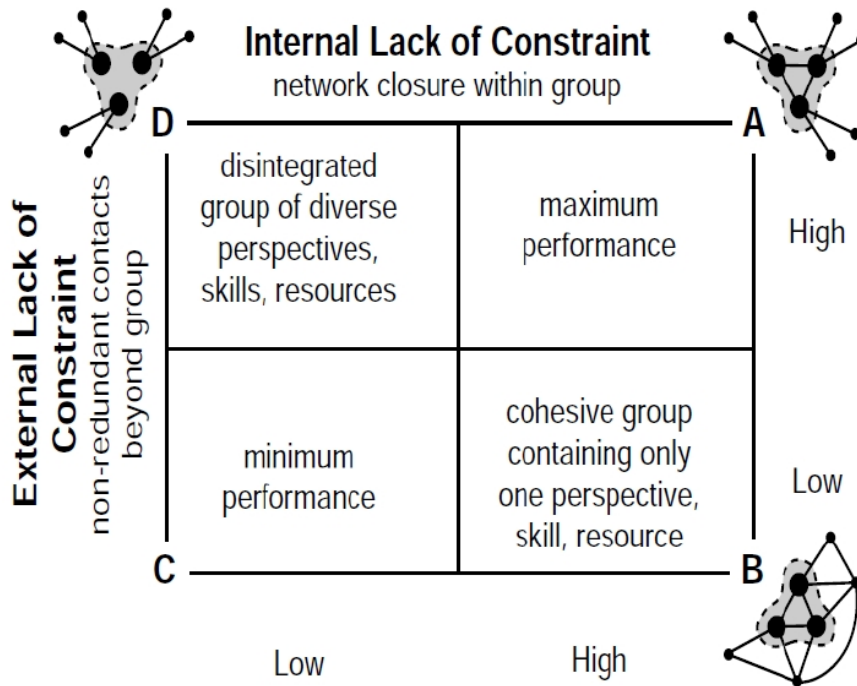 Internal Lack of Constraint
network closure within group
D
A
External Lack of
Constraint
non-redundant contacts
beyond group
disintegrated
group of diverse
perspectives,
skills, resources
maximum
performance
High
minimum
performance
cohesive group
containing only
one perspective,
skill, resource
Low
C
B
Low
High